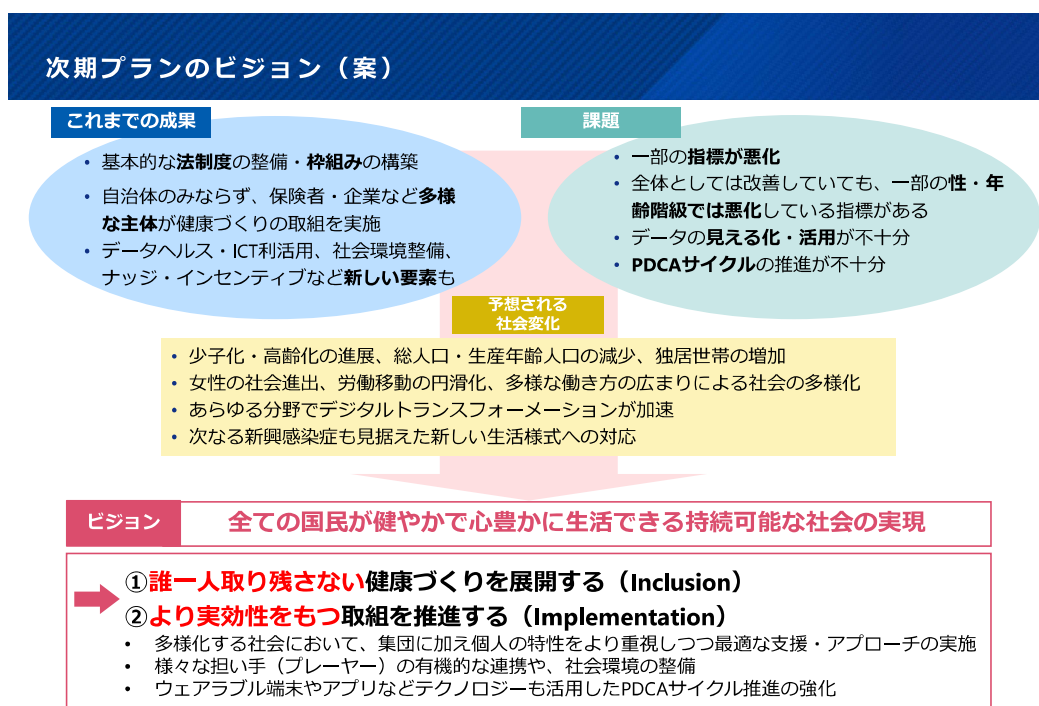 次期プランのビジョン（案）
これまでの成果
• 基本的な法制度の整備・枠組みの構築
• 自治体のみならず、保険者・企業など多様
な主体が健康づくりの取組を実施
• データヘルス・ICT利活用、社会環境整備、
ナッジ・インセンティブなど新しい要素も
課題
• 一部の指標が悪化
• 全体としては改善していても、一部の性・年
齢階級では悪化している指標がある
• データの見える化・活用が不十分
• PDCAサイクルの推進が不十分
予想される
社会変化
• 少子化・高齢化の進展、総人口・生産年齢人口の減少、独居世帯の増加
• 女性の社会進出、労働移動の円滑化、多様な働き方の広まりによる社会の多様化
• あらゆる分野でデジタルトランスフォーメーションが加速
• 次なる新興感染症も見据えた新しい生活様式への対応
ビジョン
全ての国民が健やかで心豊かに生活できる持続可能な社会の実現
①誰一人取り残さない健康づくりを展開する（Inclusion）
②より実効性をもつ取組を推進する（Implementation）
• 多様化する社会において、集団に加え個人の特性をより重視しつつ最適な支援・アプローチの実施
• 様々な担い手（プレーヤー）の有機的な連携や、社会環境の整備
• ウェアラブル端末やアプリなどテクノロジーも活用したPDCAサイクル推進の強化